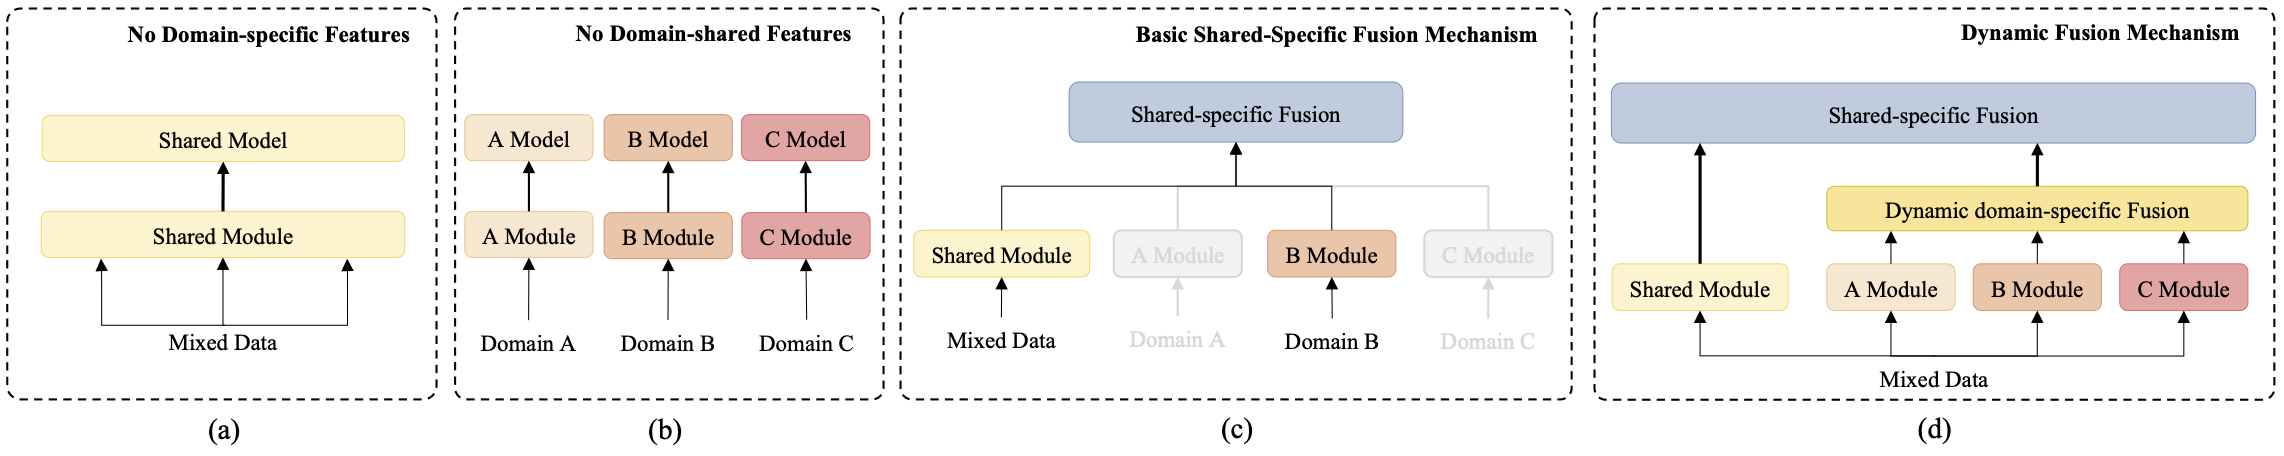 No Domain-specific Features
Shared Model
Shared Module
Mixed Data
(a)
No Domain-shared Features
A Model
B Model
C Model
A Module
B Module
C Module
Domain A
Domain B
Domain C
(b)
Basic Shared-Specific Fusion Mechanism
Shared-specific Fusion
Shared Module
A Module
B Module
C Module
Mixed Data
Domain A
Domain B
Domain C
(c)
Dynamic Fusion Mechanism
Shared-specific Fusion
Dynamic domain-specific Fusion
Shared Module
A Module
B Module
C Module
Mixed Data
(d)